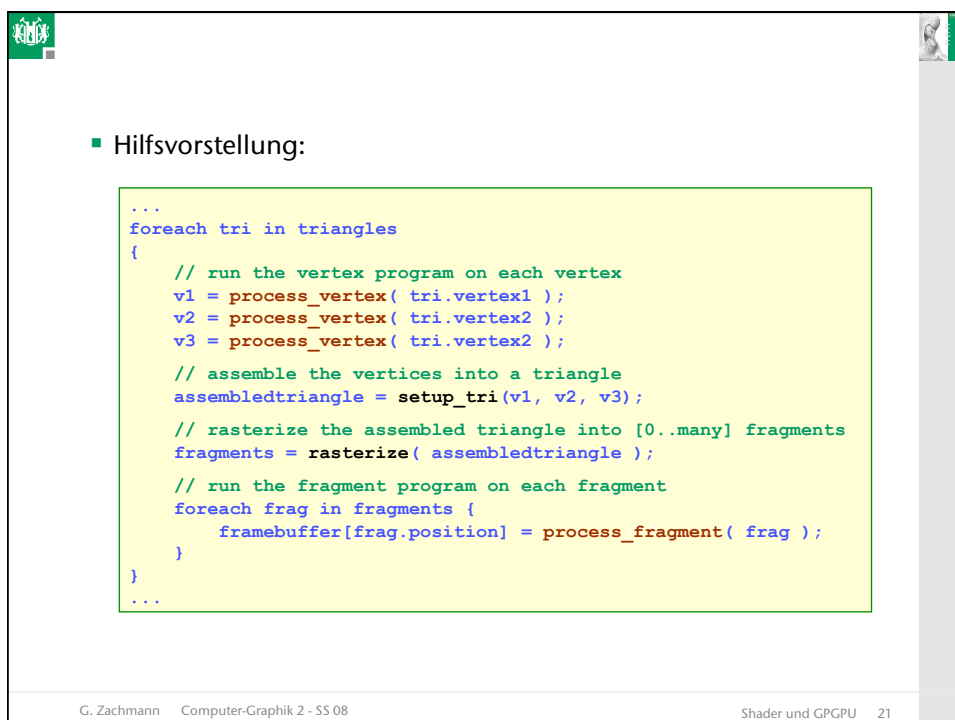 Hilfsvorstellung:
...
foreach tri in triangles
{
// run the vertex program on each vertex
v1 = process_vertex( tri.vertex1 );
v2 = process_vertex( tri.vertex2 );
v3 = process_vertex( tri.vertex2 );
// assemble the vertices into a triangle
assembledtriangle = setup_tri(v1, v2, v3);
// rasterize the assembled triangle into [0..many] fragments
fragments = rasterize( assembledtriangle );
// run the fragment program on each fragment
foreach frag in fragments {
framebuffer[frag.position] = process_fragment( frag );
}
}
...
G. Zachmann Computer-Graphik 2 - SS 08 Shader und GPGPU 21